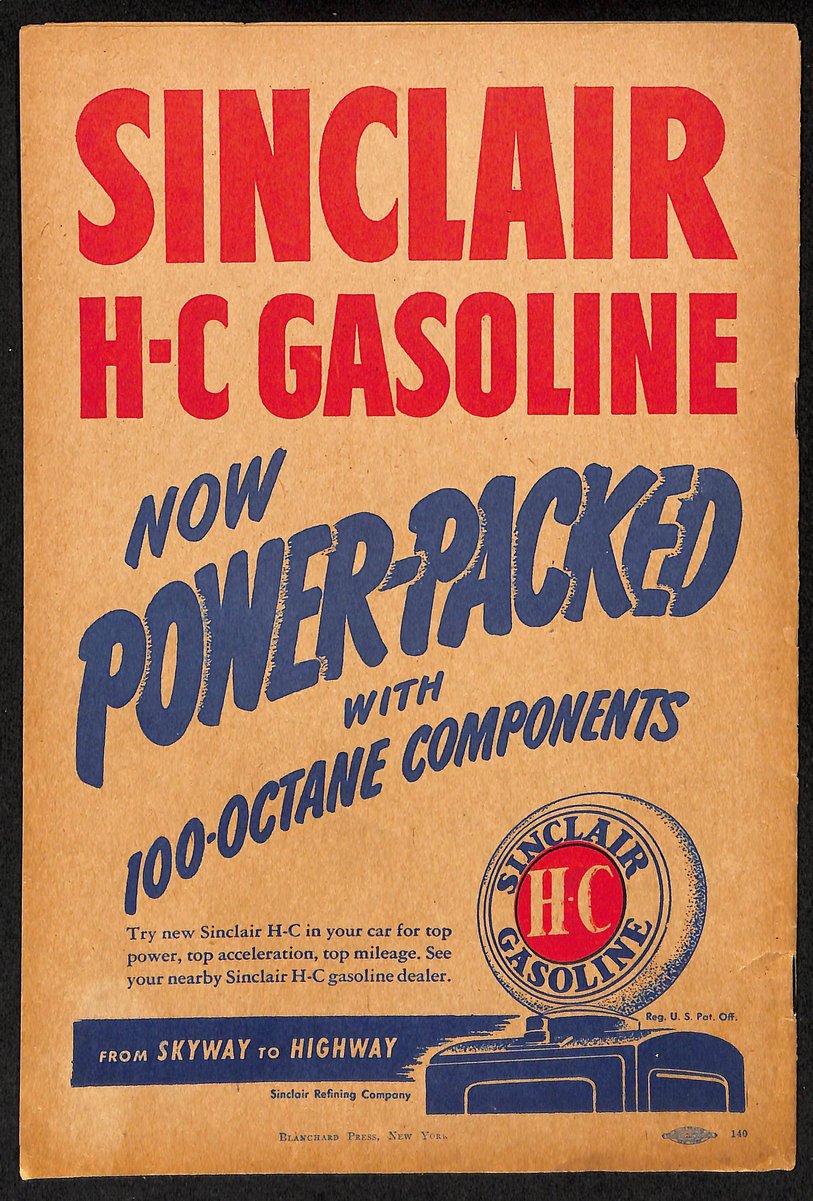 SINCLAIR
H-C GASOLINE
NOW
POWER-PACKED
WITH
100-OCTANE COMPONENTS
SINCLAIR
H-C
GASOLINE
Try new Sinclair H-C in your car for top
power, top acceleration, top mileage. See
your nearby Sinclair H-C gasoline dealer.
Reg. U. S. Pat. Off.
FROM SKYWAY TO HIGHWAY
Sinclair Refining Company
BLANCHARD PRESS, NEW YORK
140